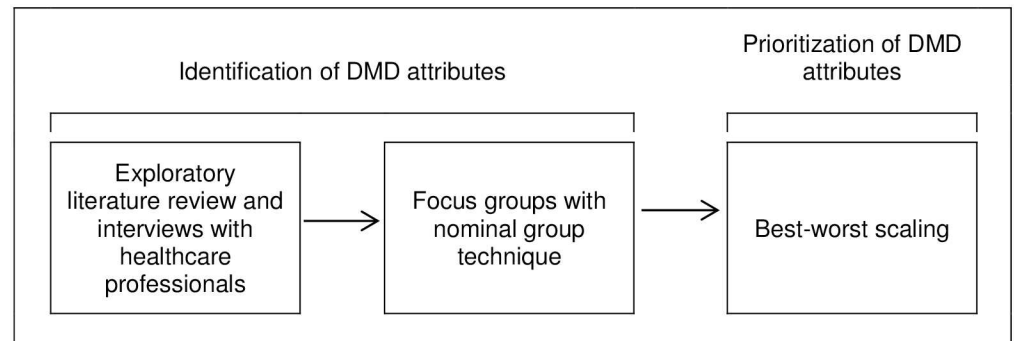 Identification of DMD attributes
Prioritization of DMD
attributes
Exploratory
literature review and
interviews with
healthcare
professionals
Focus groups with
nominal group
technique
Best-worst scaling